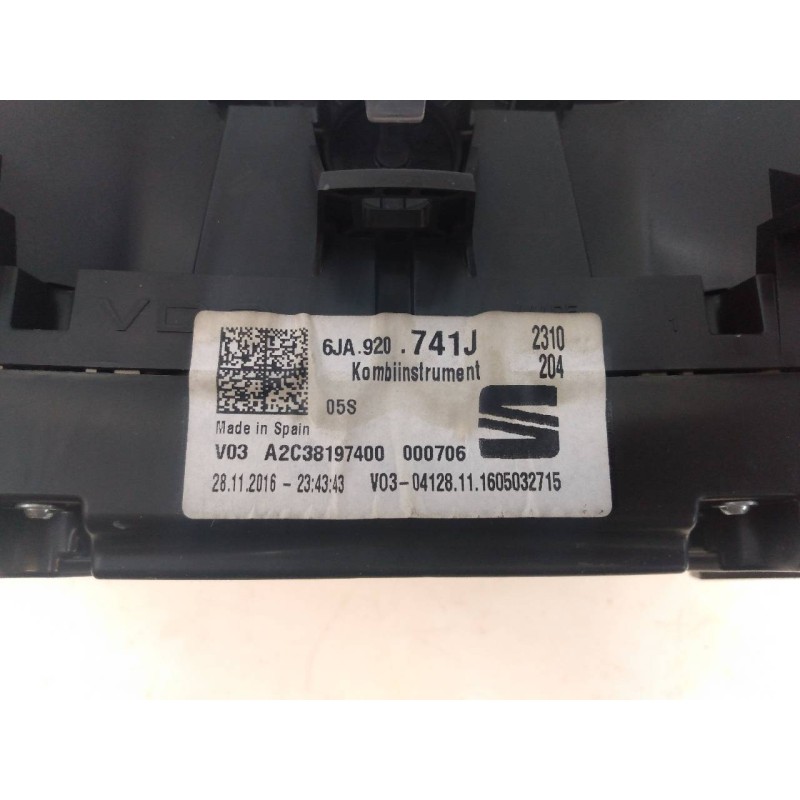 6JA.920.741J 2310
Kombiinstrument 204
05S
Made in Spain
V03 A2C38197400 000706
28.11.2016 - 23:43:43 V03-04128.11.1605032715